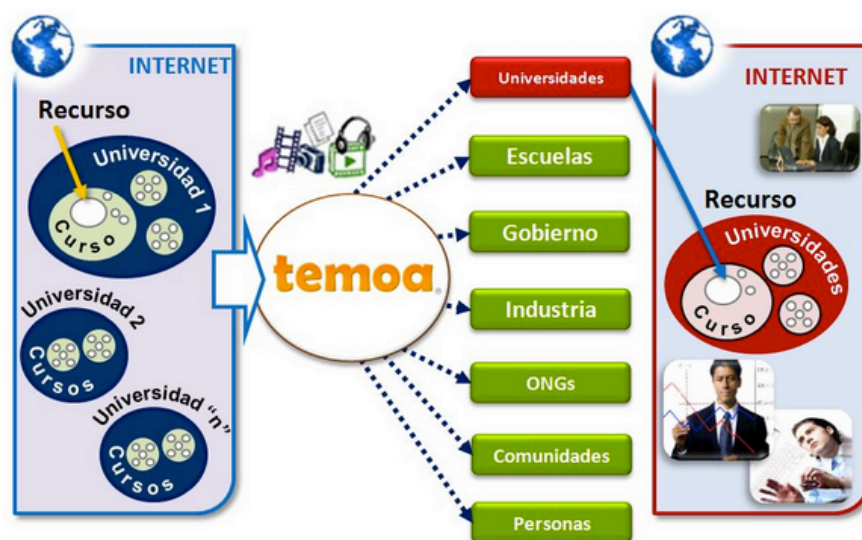 INTERNET
Recurso
Universidad 1
Curso
Universidad 2
Cursos
Universidad "n"
Cursos
temoa®
Universidades
Escuelas
Gobierno
Industria
ONGs
Comunidades
Personas
INTERNET
Recurso
Universidades
Curso